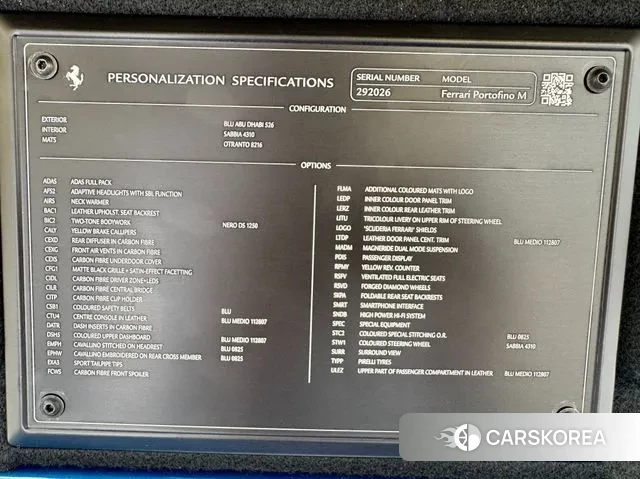 PERSONALIZATION SPECIFICATIONS
SERIAL NUMBER MODEL
292026 Ferrari Portofino M
CONFIGURATION
EXTERIOR BLU ABU DHABI 526
INTERIOR SABBIA 4310
MATS OTRANTO 8216
OPTIONS
ADAS ADAS FULL PACK
AFS2 ADAPTIVE HEADLIGHTS WITH SBL FUNCTION
AIRS NECK WARMER
BAC1 LEATHER UPHOLST. SEAT BACKREST
BIC2 TWO-TONE BODYWORK NERO DS 1250
CALY YELLOW BRAKE CALLIPERS
CEXD REAR DIFFUSER IN CARBON FIBRE
CEXG FRONT AIR VENTS IN CARBON FIBRE
CEXS CARBON FIBRE UNDERDOOR COVER
CFG1 MATTE BLACK GRILLE + SATIN-EFFECT FACETTING
CIDL CARBON FIBRE DRIVER ZONE+LEDS
CILR CARBON FIBRE CENTRAL BRIDGE
CITP CARBON FIBRE CUP HOLDER
CSB1 COLOURED SAFETY BELTS BLU
CTU4 CENTRE CONSOLE IN LEATHER BLU MEDIO 112807
DATR DASH INSERTS IN CARBON FIBRE
DSH5 COLOURED UPPER DASHBOARD BLU MEDIO 112807
EMPH CAVALLINO STITCHED ON HEADREST BLU 0825
EPHW CAVALLINO EMBROIDERED ON REAR CROSS MEMBER BLU 0825
EXA3 SPORT TAILPIPE TIPS
FCWS CARBON FIBRE FRONT SPOILER
FLMA ADDITIONAL COLOURED MATS WITH LOGO
LEDP INNER COLOUR DOOR PANEL TRIM
LERZ INNER COLOUR REAR LEATHER TRIM
LITU TRICOLOUR LIVERY ON UPPER RIM OF STEERING WHEEL
LOGO "SCUDERIA FERRARI" SHIELDS
LTDP LEATHER DOOR PANEL CENT. TRIM BLU MEDIO 112807
MADM MAGNERIDE DUAL MODE SUSPENSION
PDIS PASSENGER DISPLAY
RPMY YELLOW REV. COUNTER
RSFV VENTILATED FULL ELECTRIC SEATS
RSVD FORGED DIAMOND WHEELS
SKPA FOLDABLE REAR SEAT BACKRESTS
SMRT SMARTPHONE INTERFACE
SNDB HIGH POWER HI-FI SYSTEM
SPEC SPECIAL EQUIPMENT
STC2 COLOURED SPECIAL STITCHING O.R. BLU 0825
STW1 COLOURED STEERING WHEEL SABBIA 4310
SURR SURROUND VIEW
TYPP PIRELLI TYRES
ULEZ UPPER PART OF PASSENGER COMPARTMENT IN LEATHER BLU MEDIO 112807
CARSKOREA